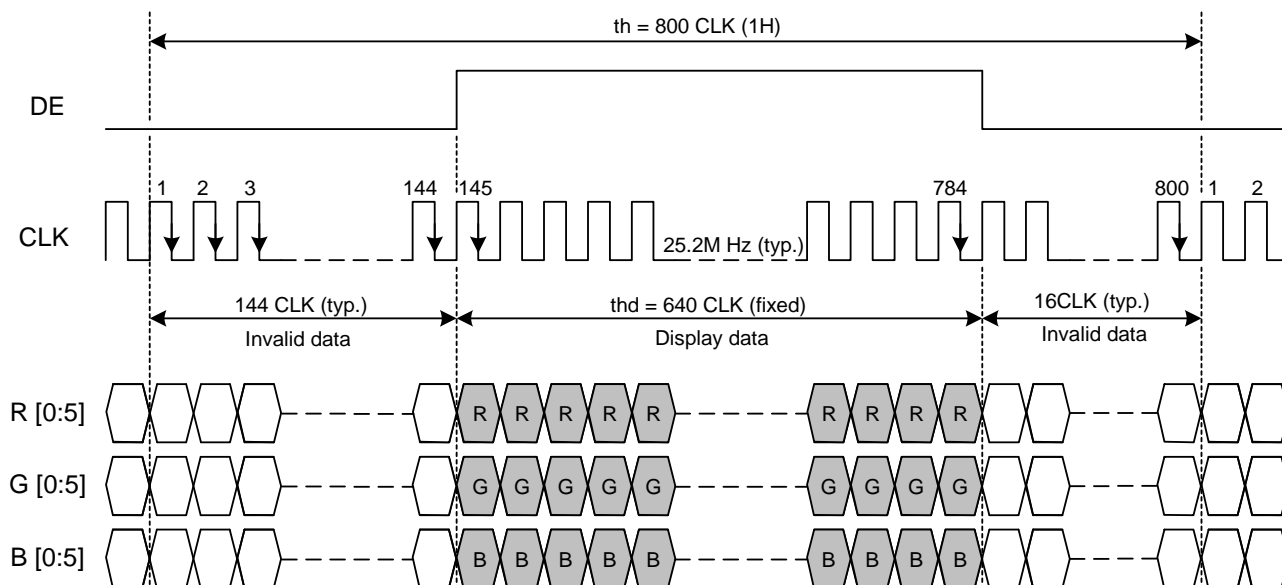 th = 800 CLK (1H)
DE
1 2 3 144 145 784 800 1 2
CLK
25.2M Hz (typ.)
144 CLK (typ.) thd = 640 CLK (fixed) 16CLK (typ.)
Invalid data Display data Invalid data
R [0:5] R R R R R R R R R
G [0:5] G G G G G G G G G
B [0:5] B B B B B B B B B